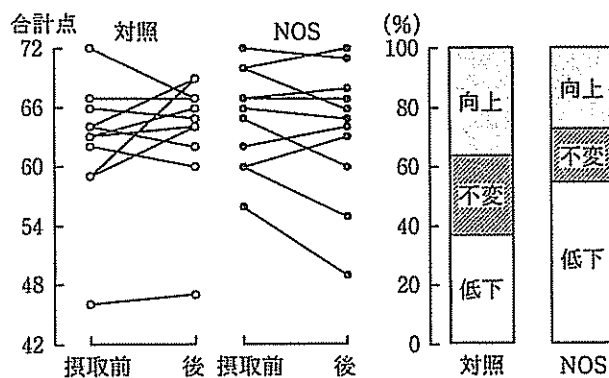 合計点
対照
NOS
72
66
60
54
48
42
摂取前 後 摂取前 後
(%)
100
80
60
40
20
0
向上
不変
低下
向上
不変
低下
対照 NOS